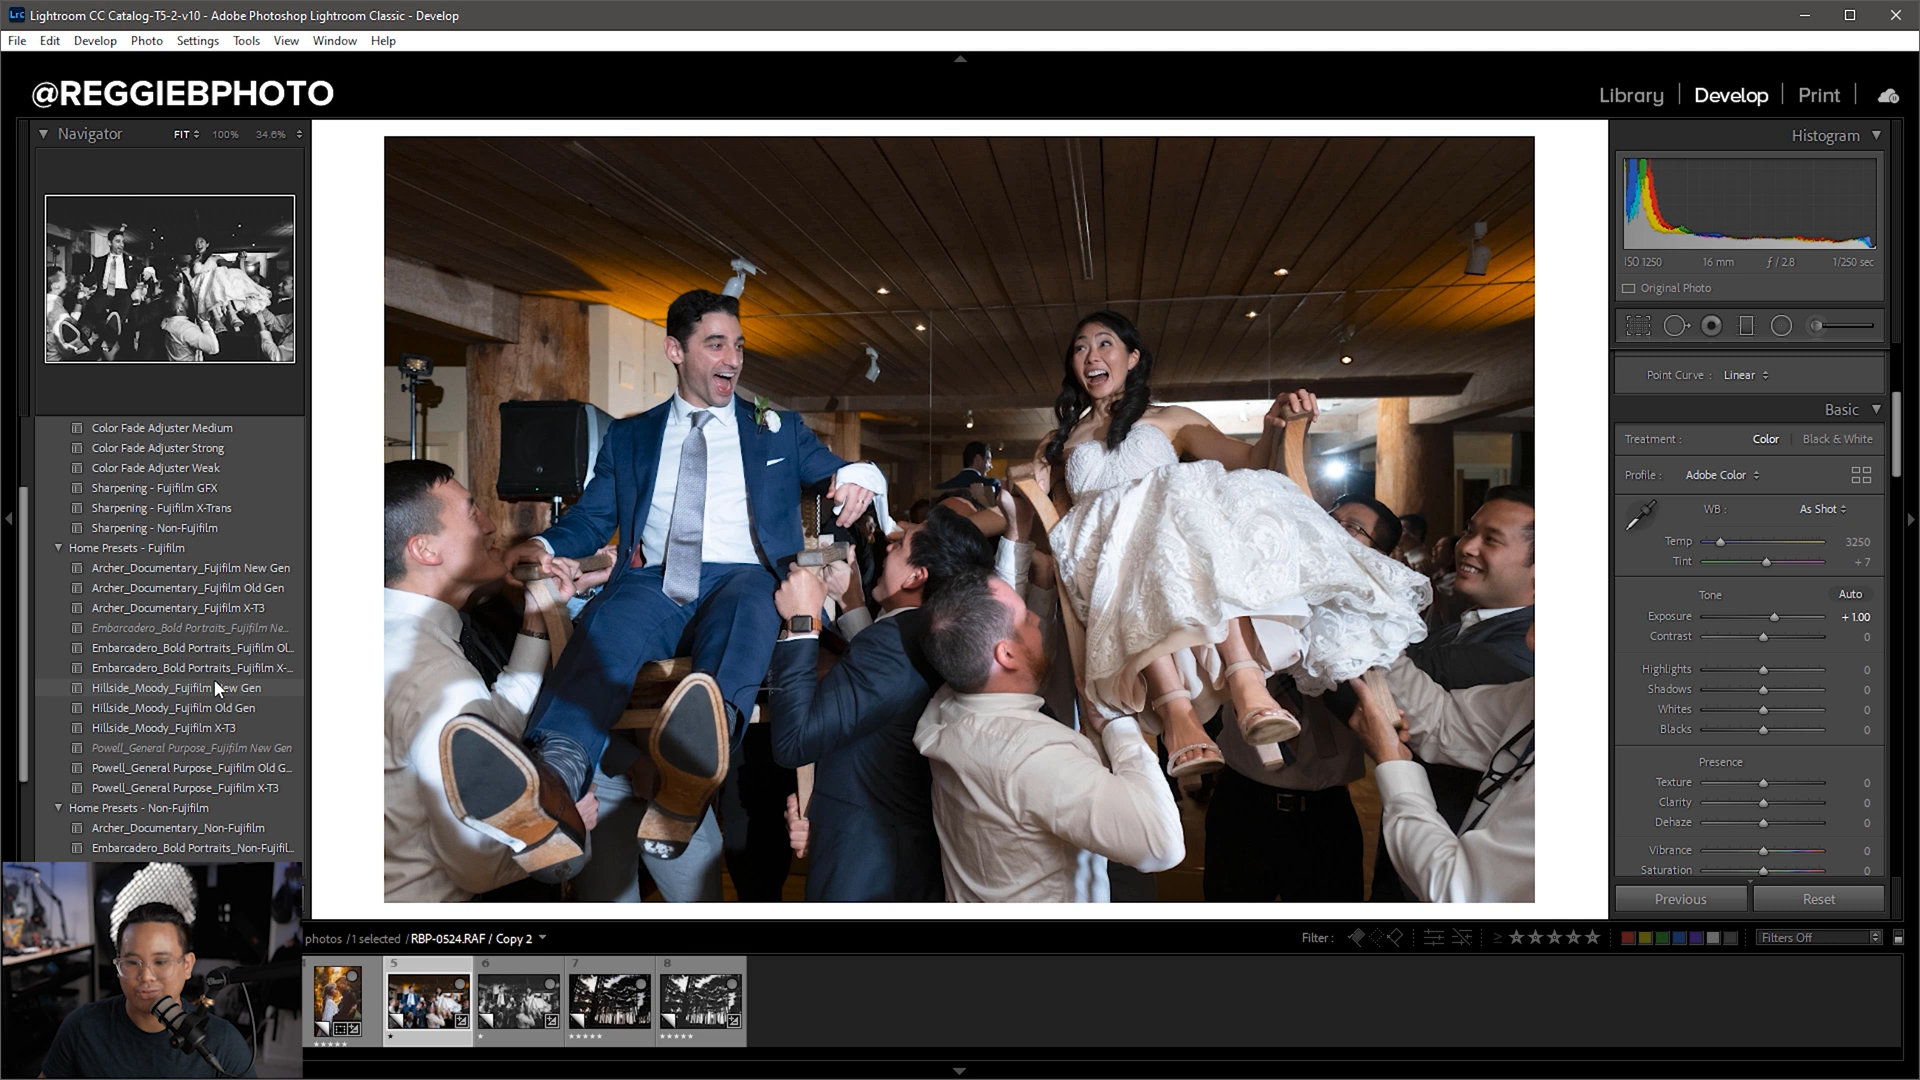 Lightroom CC Catalog-T5-2-v10 - Adobe Photoshop Lightroom Classic - Develop
File Edit Develop Photo Settings Tools View Window Help
@REGGIEBPHOTO
Library | Develop | Print |
Navigator FIT 100% 34.6%
Color Fade Adjuster Medium
Color Fade Adjuster Strong
Color Fade Adjuster Weak
Sharpening - Fujifilm GFX
Sharpening - Fujifilm X-Trans
Sharpening - Non-Fujifilm
Home Presets - Fujifilm
Archer_Documentary_Fujifilm New Gen
Archer_Documentary_Fujifilm Old Gen
Archer_Documentary_Fujifilm X-T3
Embarcadero_Bold Portraits_Fujifilm Ne...
Embarcadero_Bold Portraits_Fujifilm Ol...
Embarcadero_Bold Portraits_Fujifilm X-...
Hillside_Moody_Fujifilm New Gen
Hillside_Moody_Fujifilm Old Gen
Hillside_Moody_Fujifilm X-T3
Powell_General Purpose_Fujifilm New Gen
Powell_General Purpose_Fujifilm Old G...
Powell_General Purpose_Fujifilm X-T3
Home Presets - Non-Fujifilm
Archer_Documentary_Non-Fujifilm
Embarcadero_Bold Portraits_Non-Fujifil...
Histogram
ISO 1250 16 mm f / 2.8 1/250 sec
Original Photo
Point Curve : Linear
Basic
Treatment : Color | Black & White
Profile : Adobe Color
WB : As Shot
Temp 3250
Tint + 7
Tone Auto
Exposure + 1.00
Contrast 0
Highlights 0
Shadows 0
Whites 0
Blacks 0
Presence
Texture 0
Clarity 0
Dehaze 0
Vibrance 0
Saturation 0
Previous Reset
photos / 1 selected / RBP-0524.RAF / Copy 2
Filter : ≥ Filters Off
5 6 7 8